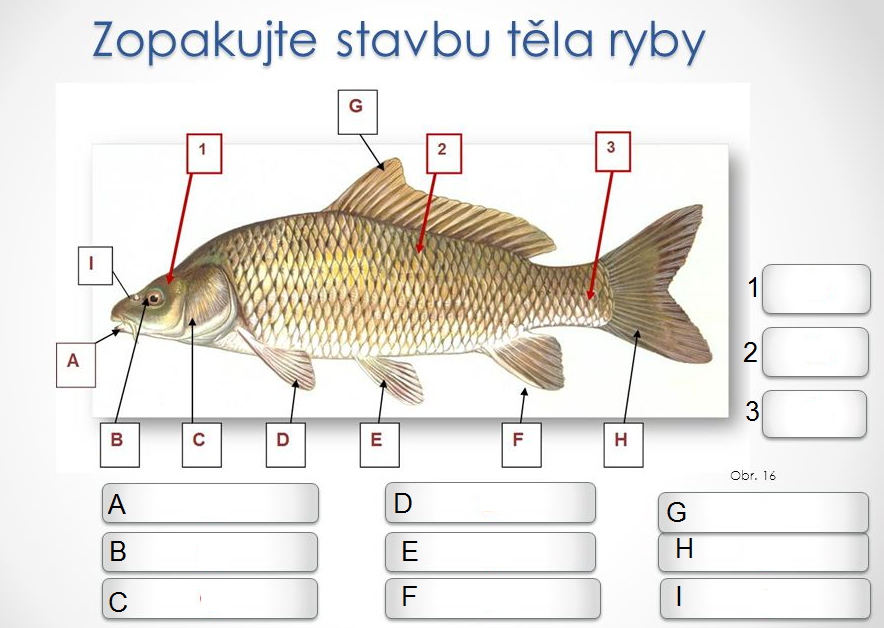 Zopakujte stavbu těla ryby
G
1
2
3
I
A
B
C
D
E
F
H
1
2
3
Obr. 16
A
D
G
B
E
H
C
F
I